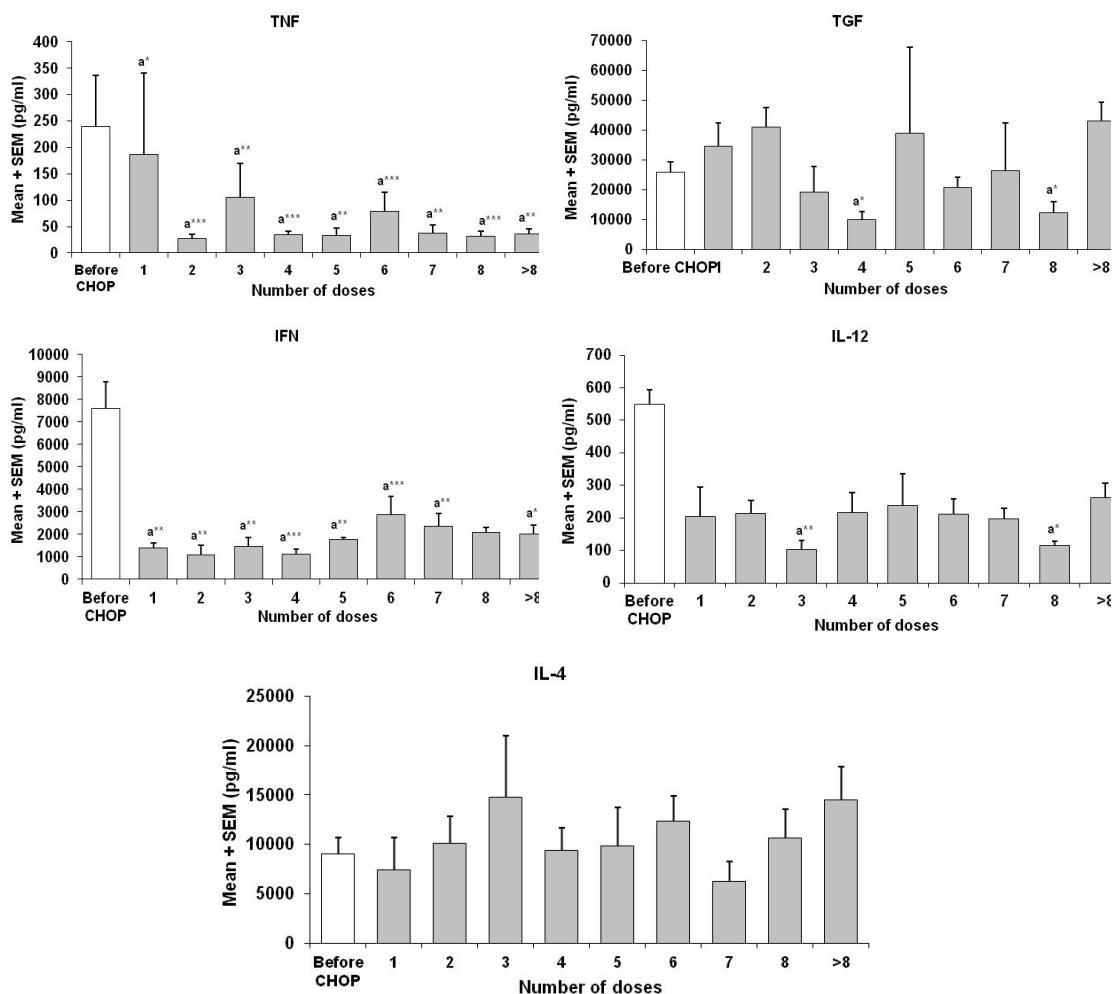 TNF
Mean + SEM (pg/ml)
400
350
300
250
200
150
100
50
0
a*
a***
a**
a***
a**
a***
a**
a***
a**
Before CHOP
1 2 3 4 5 6 7 8 >8
Number of doses
TGF
Mean + SEM (pg/ml)
70000
60000
50000
40000
30000
20000
10000
0
a*
a*
Before CHOP1 2 3 4 5 6 7 8 >8
Number of doses
IFN
Mean + SEM (pg/ml)
10000
9000
8000
7000
6000
5000
4000
3000
2000
1000
0
a**
a**
a**
a***
a**
a***
a**
a*
Before
CHOP
1 2 3 4 5 6 7 8 >8
Number of doses
IL-12
Mean + SEM (pg/ml)
700
600
500
400
300
200
100
0
a**
a*
Before
CHOP
1 2 3 4 5 6 7 8 >8
Number of doses
IL-4
Mean + SEM (pg/ml)
25000
20000
15000
10000
5000
0
Before
CHOP
1 2 3 4 5 6 7 8 >8
Number of doses